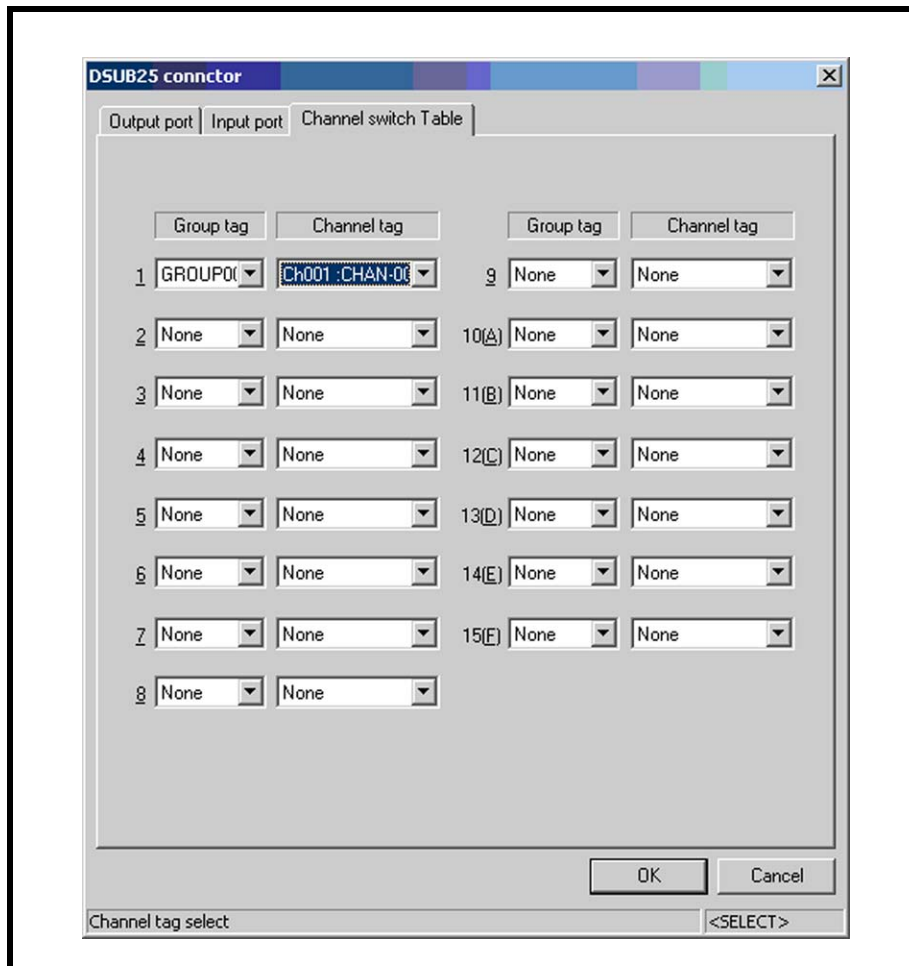 DSUB25 connctor
Output port Input port Channel switch Table
Group tag Channel tag Group tag Channel tag
1 GROUP00 Ch001 :CHAN-00 9 None None
2 None None 10(A) None None
3 None None 11(B) None None
4 None None 12(C) None None
5 None None 13(D) None None
6 None None 14(E) None None
7 None None 15(F) None None
8 None None
OK Cancel
Channel tag select <SELECT>